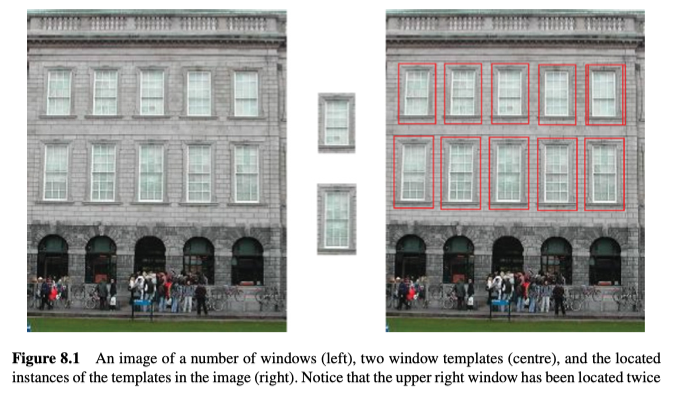 Figure 8.1 An image of a number of windows (left), two window templates (centre), and the located
instances of the templates in the image (right). Notice that the upper right window has been located twice